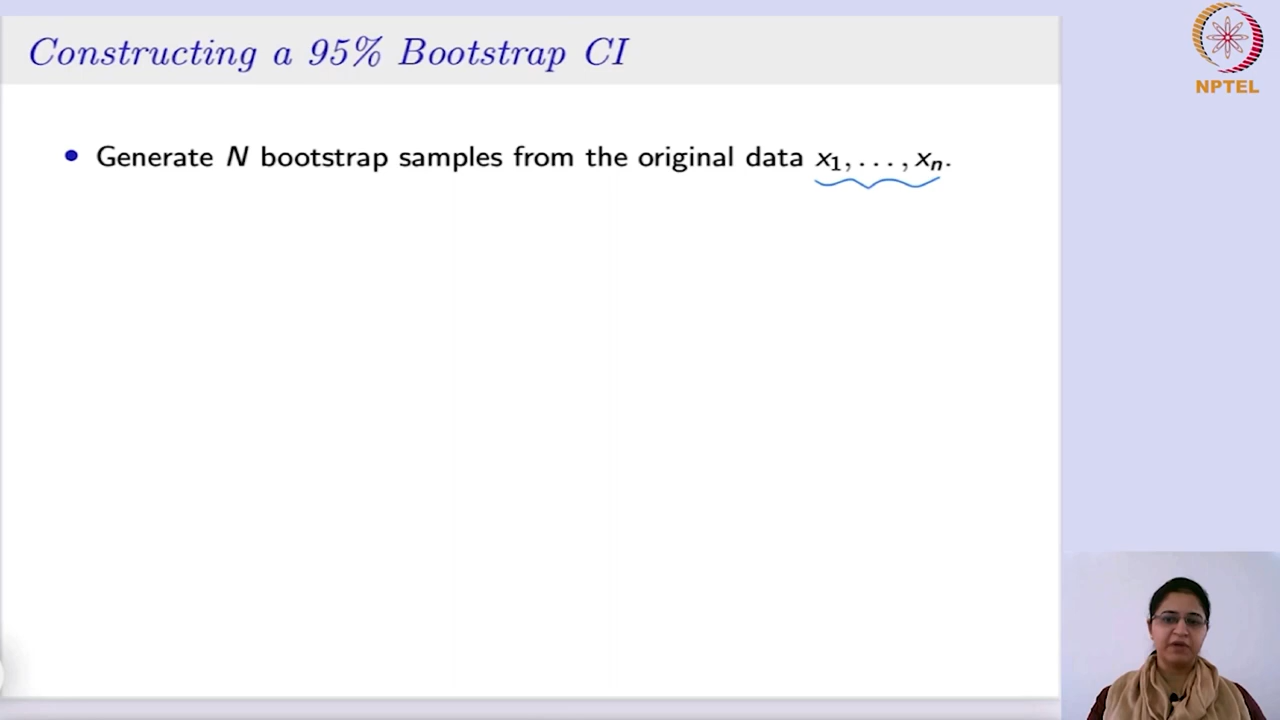 Constructing a 95% Bootstrap CI
NPTEL
• Generate N bootstrap samples from the original data x₁, . . . , xₙ.